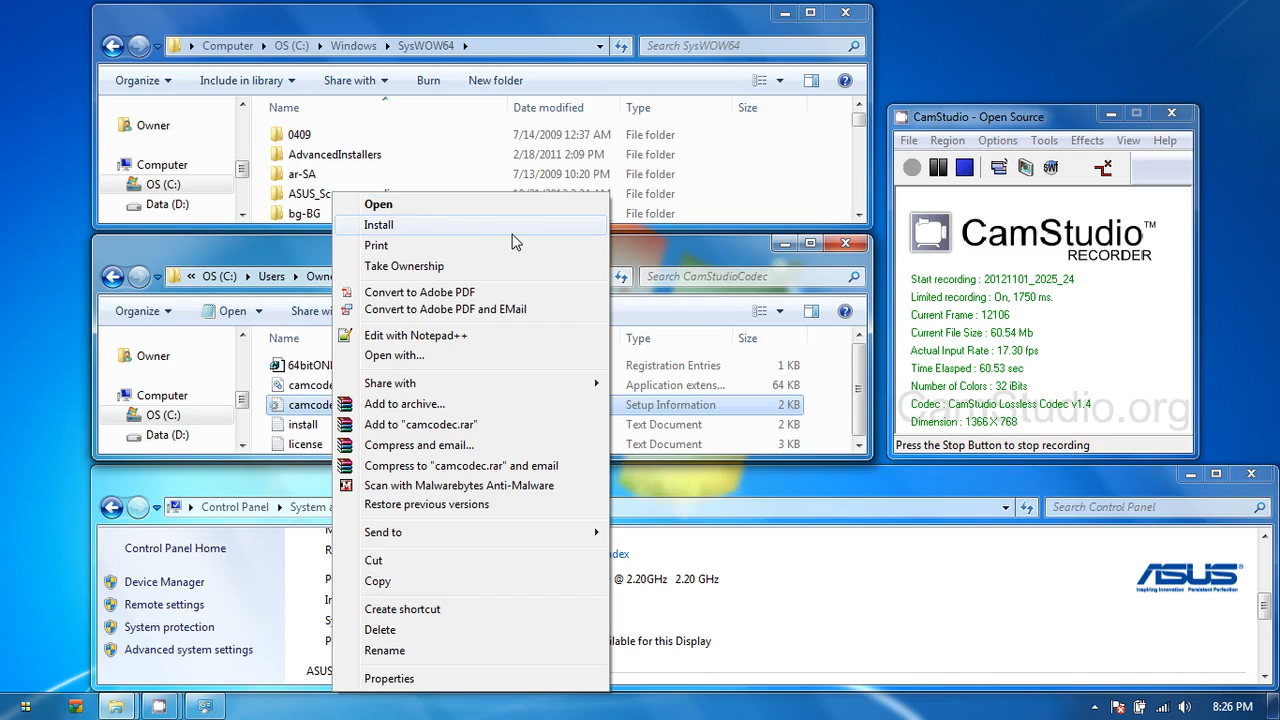 Computer OS (C:) Windows SysWOW64
Search SysWOW64
Organize Include in library Share with Burn New folder
Name Date modified Type Size
Owner
Computer
OS (C:)
Data (D:)
0409 7/14/2009 12:37 AM File folder
AdvancedInstallers 2/18/2011 2:09 PM File folder
ar-SA 7/13/2009 10:20 PM File folder
File folder
bg-BG File folder
« OS (C:) Users
Search CamStudioCodec
Organize Open
Name Type Size
Owner
Computer
OS (C:)
Data (D:)
Registration Entries 1 KB
Application extens... 64 KB
Setup Information 2 KB
install Text Document 2 KB
license Text Document 3 KB
Open
Install
Print
Take Ownership
Convert to Adobe PDF
Convert to Adobe PDF and EMail
Edit with Notepad++
Open with...
Share with
Add to archive...
Add to "camcodec.rar"
Compress and email...
Compress to "camcodec.rar" and email
Scan with Malwarebytes Anti-Malware
Restore previous versions
Send to
Cut
Copy
Create shortcut
Delete
Rename
Properties
CamStudio - Open Source
File Region Options Tools Effects View Help
CamStudio™
RECORDER
Start recording : 20121101_2025_24
Limited recording : On, 1750 ms.
Current Frame : 12106
Current File Size : 60.54 Mb
Actual Input Rate : 17.30 fps
Time Elasped : 60.53 sec
Number of Colors : 32 iBits
Codec : CamStudio Lossless Codec v1.4
Dimension : 1366 X 768
CamStudio.org
Press the Stop Button to stop recording
Control Panel
Search Control Panel
Control Panel Home
Device Manager
Remote settings
System protection
Advanced system settings
@ 2.20GHz 2.20 GHz
for this Display
ASUS
ASUS
Inspiring Innovation Persistent Perfection
8:26 PM